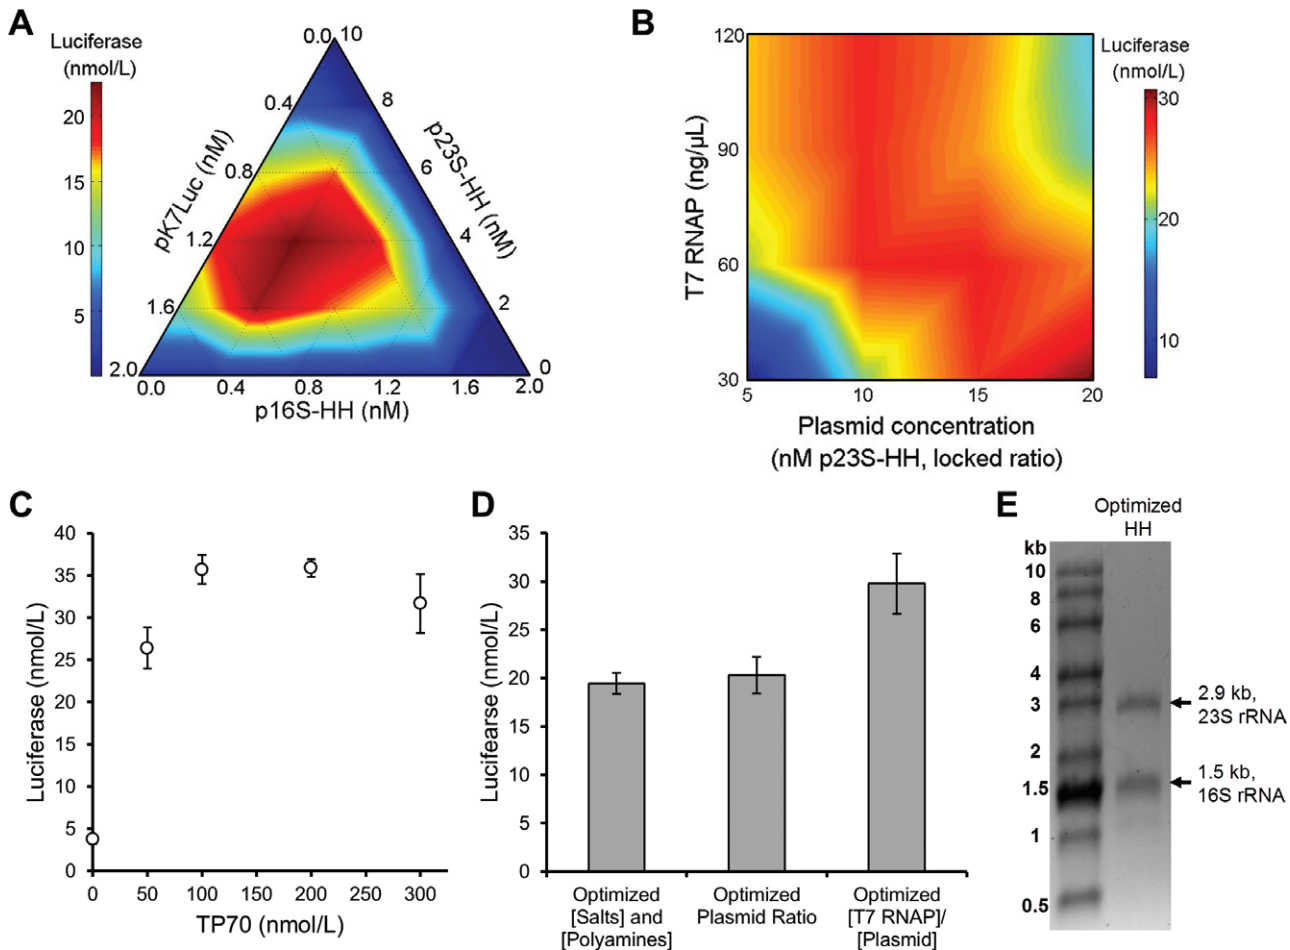 A
Luciferase
(nmol/L)
20
15
10
5
0.0 10
0.4 8
0.8 6
1.2 4
1.6 2
2.0 0
pK7Luc (nM)
p23S-HH (nM)
0.0 0.4 0.8 1.2 1.6 2.0
p16S-HH (nM)
B
T7 RNAP (ng/µL)
120
90
60
30
5 10 15 20
Plasmid concentration
(nM p23S-HH, locked ratio)
Luciferase
(nmol/L)
30
20
10
C
Luciferase (nmol/L)
40
35
30
25
20
15
10
5
0
0 50 100 150 200 250 300
TP70 (nmol/L)
D
Lucifearse (nmol/L)
35
30
25
20
15
10
5
0
Optimized
[Salts] and
[Polyamines]
Optimized
Plasmid Ratio
Optimized
[T7 RNAP]/
[Plasmid]
E
Optimized
HH
kb
10
8
6
4
3
2
1.5
1
0.5
2.9 kb,
23S rRNA
1.5 kb,
16S rRNA